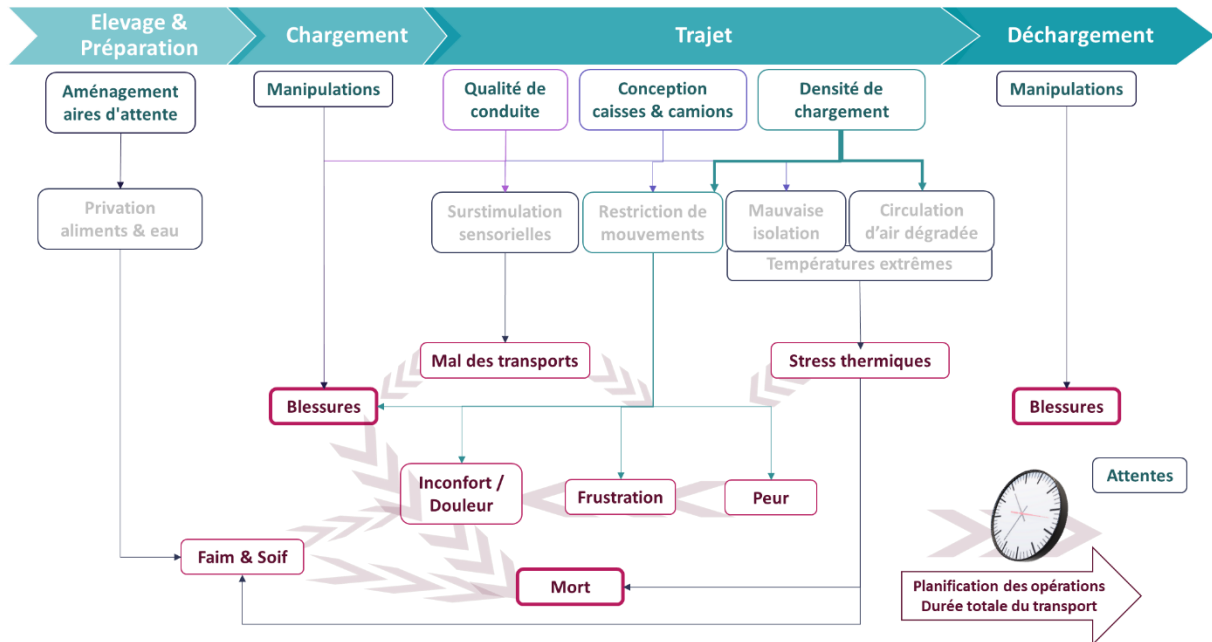 Elevage &
Préparation
Chargement
Trajet
Déchargement
Aménagement
aires d'attente
Manipulations
Qualité de
conduite
Conception
caisses & camions
Densité de
chargement
Manipulations
Privation
aliments & eau
Surstimulation
sensorielles
Restriction de
mouvements
Mauvaise
isolation
Circulation
d'air dégradée
Températures extrêmes
Mal des transports
Stress thermiques
Blessures
Blessures
Inconfort /
Douleur
Frustration
Peur
Attentes
Faim & Soif
Mort
Planification des opérations
Durée totale du transport